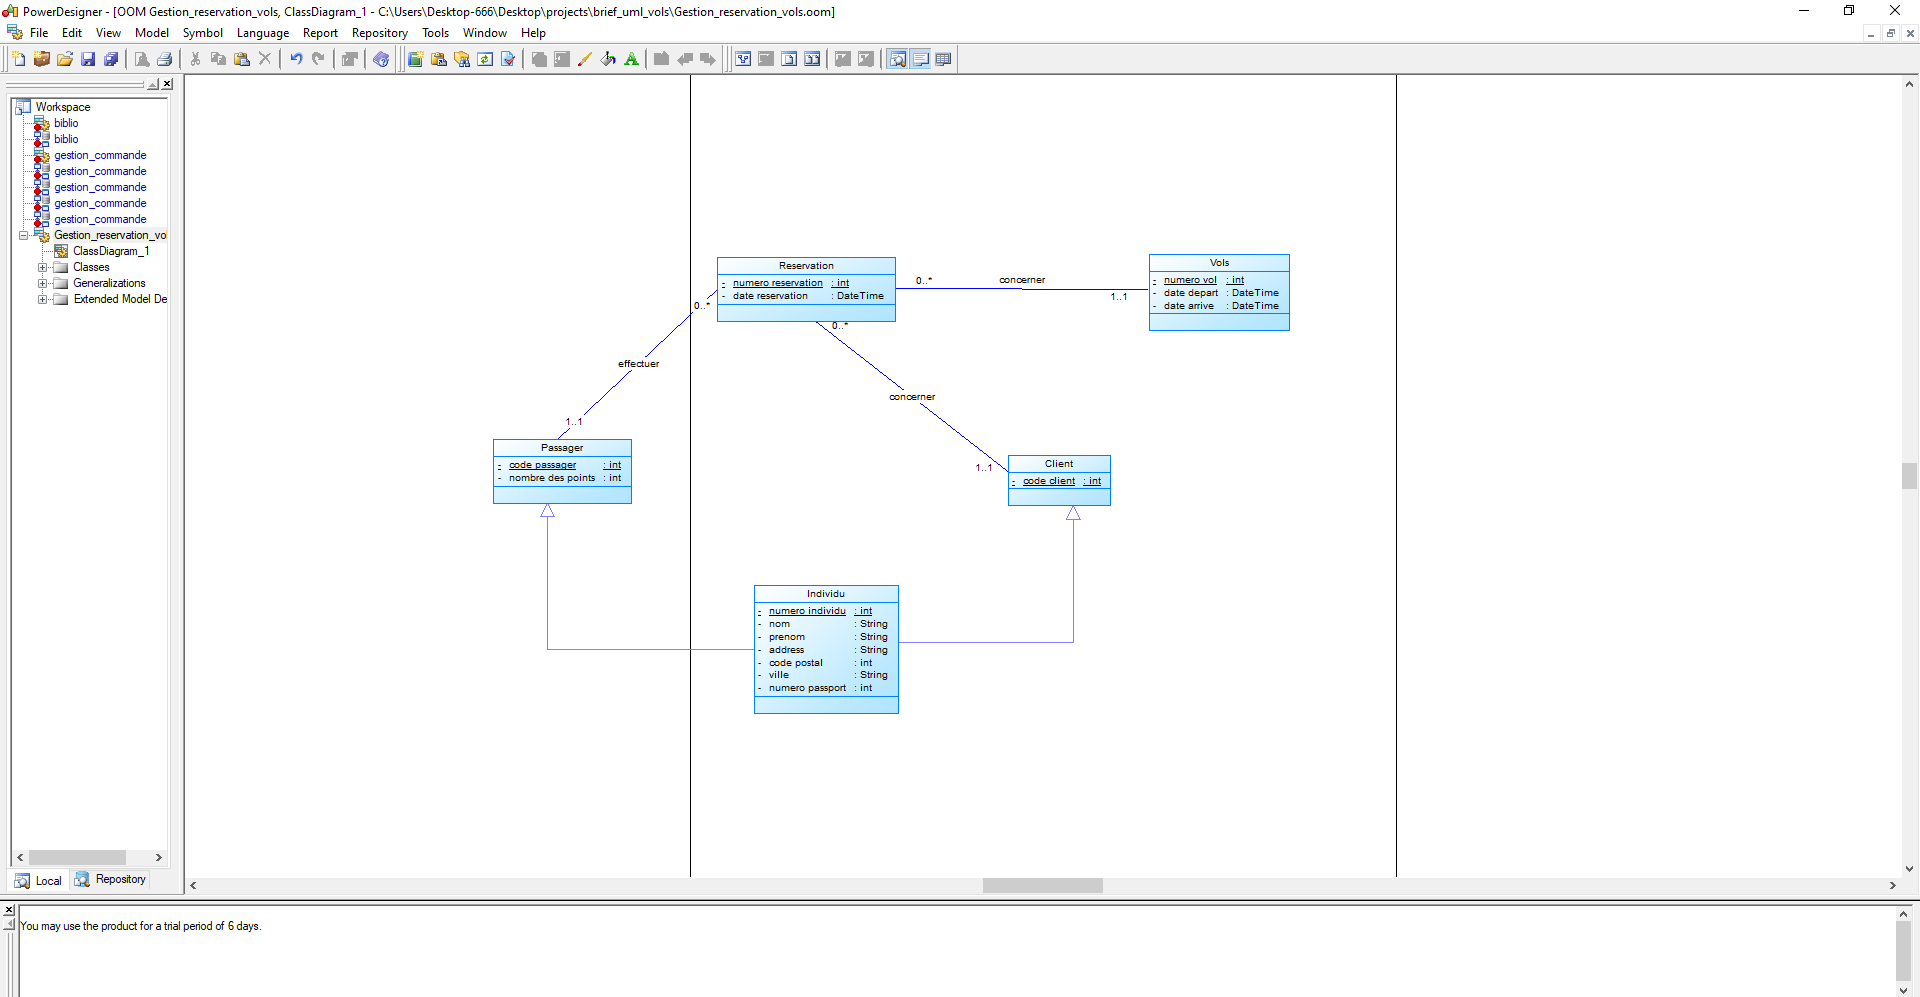 PowerDesigner - [OOM Gestion_reservation_vols, ClassDiagram_1 - C:\Users\Desktop-666\Desktop\projects\brief_uml_vols\Gestion_reservation_vols.oom]
File Edit View Model Symbol Language Report Repository Tools Window Help
Workspace
biblio
biblio
gestion_commande
gestion_commande
gestion_commande
gestion_commande
gestion_commande
Gestion_reservation_vo
ClassDiagram_1
Classes
Generalizations
Extended Model De
Local Repository
Reservation
- numero reservation : int
- date reservation : DateTime
0..* concerner 1..1
Vols
- numero vol : int
- date depart : DateTime
- date arrive : DateTime
0..*
effectuer
1..1
0..*
concerner
1..1
Passager
- code passager : int
- nombre des points : int
Client
- code client : int
Individu
- numero individu : int
- nom : String
- prenom : String
- address : String
- code postal : int
- ville : String
- numero passport : int
You may use the product for a trial period of 6 days.